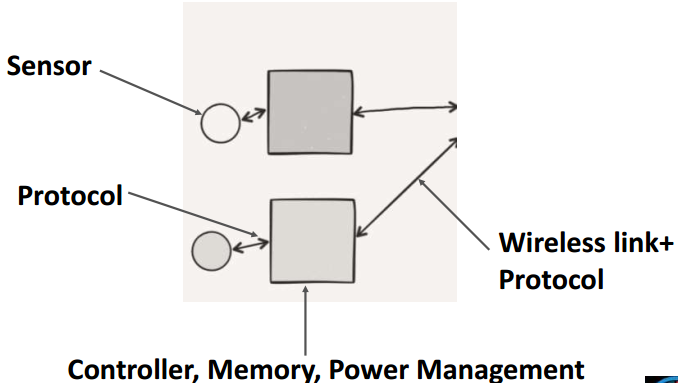 Sensor
Protocol
Wireless link+
Protocol
Controller, Memory, Power Management